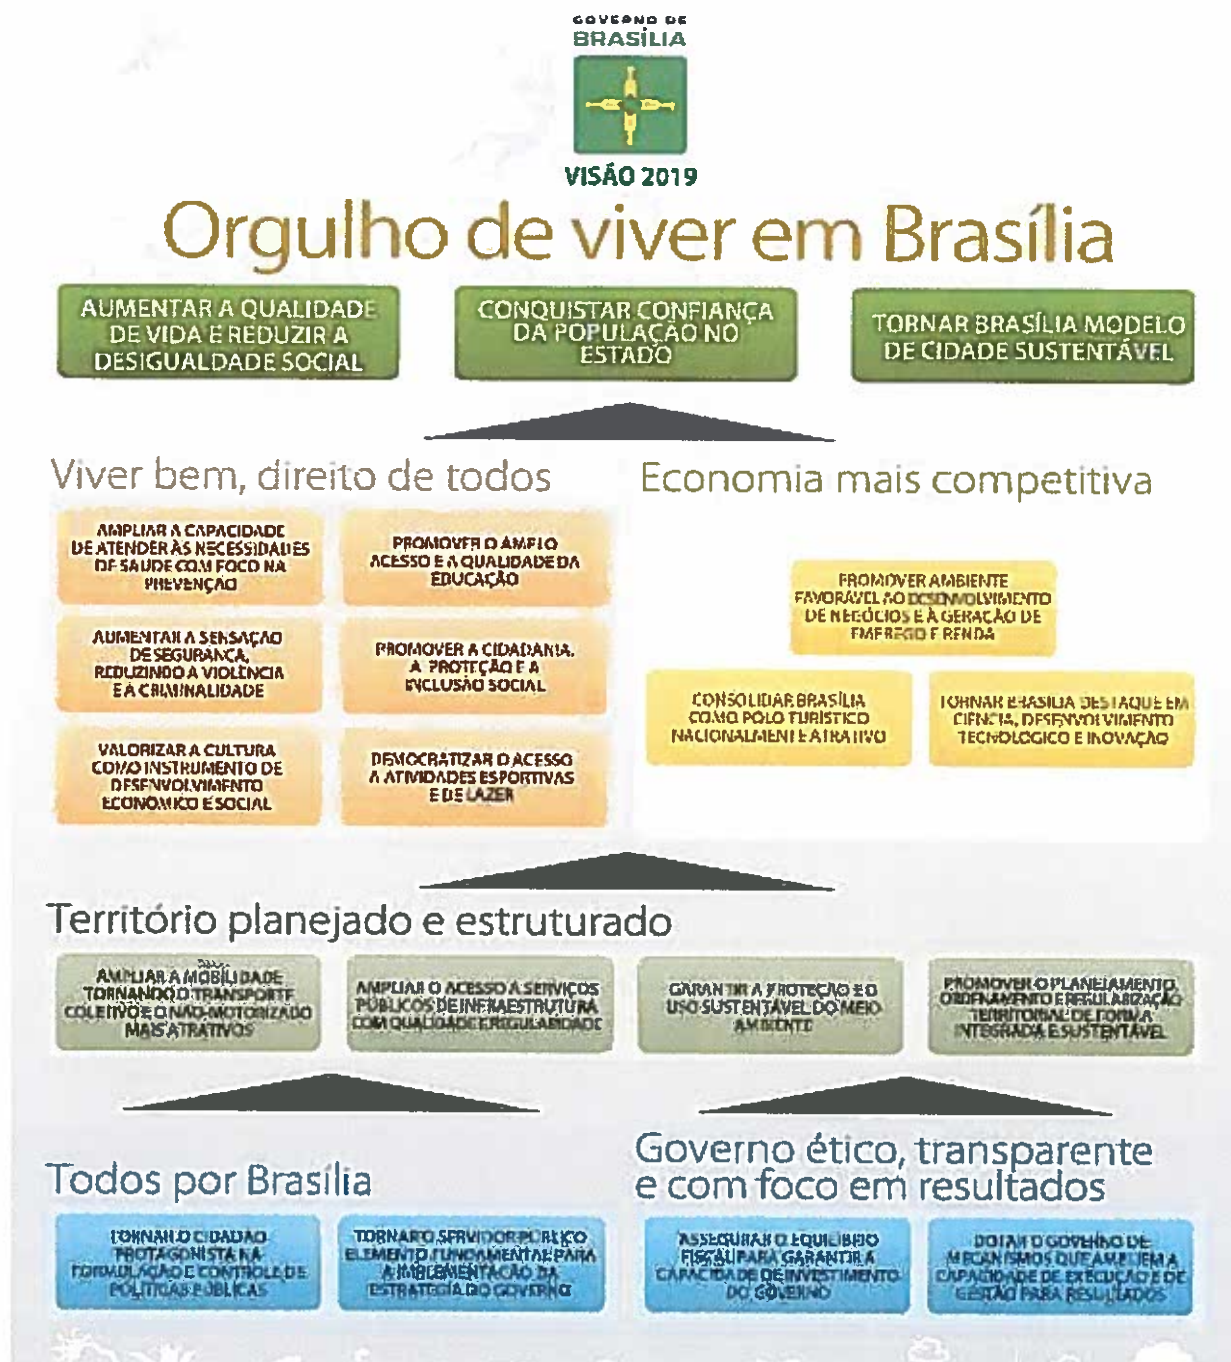 GOVERNO DE
BRASÍLIA
VISÃO 2019
Orgulho de viver em Brasília
AUMENTAR A QUALIDADE
DE VIDA E REDUZIR A
DESIGUALDADE SOCIAL
CONQUISTAR CONFIANÇA
DA POPULAÇÃO NO
ESTADO
TORNAR BRASÍLIA MODELO
DE CIDADE SUSTENTÁVEL
Viver bem, direito de todos
AMPLIAR A CAPACIDADE
DE ATENDER ÀS NECESSIDADES
DE SAÚDE COM FOCO NA
PREVENÇÃO
PROMOVER O AMPLO
ACESSO E A QUALIDADE DA
EDUCAÇÃO
AUMENTAR A SENSAÇÃO
DE SEGURANÇA,
REDUZINDO A VIOLÊNCIA
E A CRIMINALIDADE
PROMOVER A CIDADANIA,
A PROTEÇÃO E A
INCLUSÃO SOCIAL
VALORIZAR A CULTURA
COMO INSTRUMENTO DE
DESENVOLVIMENTO
ECONÔMICO E SOCIAL
DEMOCRATIZAR O ACESSO
A ATIVIDADES ESPORTIVAS
E DE LAZER
Economia mais competitiva
PROMOVER AMBIENTE
FAVORÁVEL AO DESENVOLVIMENTO
DE NEGÓCIOS E À GERAÇÃO DE
EMPREGO E RENDA
CONSOLIDAR BRASÍLIA
COMO POLO TURÍSTICO
NACIONALMENTE ATRATIVO
TORNAR BRASÍLIA DESTAQUE EM
CIÊNCIA, DESENVOLVIMENTO
TECNOLÓGICO E INOVAÇÃO
Território planejado e estruturado
AMPLIAR A MOBILIDADE
TORNANDO O TRANSPORTE
COLETIVO E O NÃO-MOTORIZADO
MAIS ATRATIVOS
AMPLIAR O ACESSO A SERVIÇOS
PÚBLICOS DE INFRAESTRUTURA
COM QUALIDADE E REGULARIDADE
GARANTIR A PROTEÇÃO E O
USO SUSTENTÁVEL DO MEIO
AMBIENTE
PROMOVER O PLANEJAMENTO,
ORDENAMENTO E REGULARIZAÇÃO
TERRITORIAL DE FORMA
INTEGRADA E SUSTENTÁVEL
Todos por Brasília
TORNAR O CIDADÃO
PROTAGONISTA NA
FORMULAÇÃO E CONTROLE DE
POLÍTICAS PÚBLICAS
TORNAR O SERVIDOR PÚBLICO
ELEMENTO FUNDAMENTAL PARA
A IMPLEMENTAÇÃO DA
ESTRATÉGIA DO GOVERNO
Governo ético, transparente
e com foco em resultados
ASSEGURAR O EQUILÍBRIO
FISCAL PARA GARANTIR A
CAPACIDADE DE INVESTIMENTO
DO GOVERNO
DOTAR O GOVERNO DE
MECANISMOS QUE AMPLIEM A
CAPACIDADE DE EXECUÇÃO E DE
GESTÃO PARA RESULTADOS